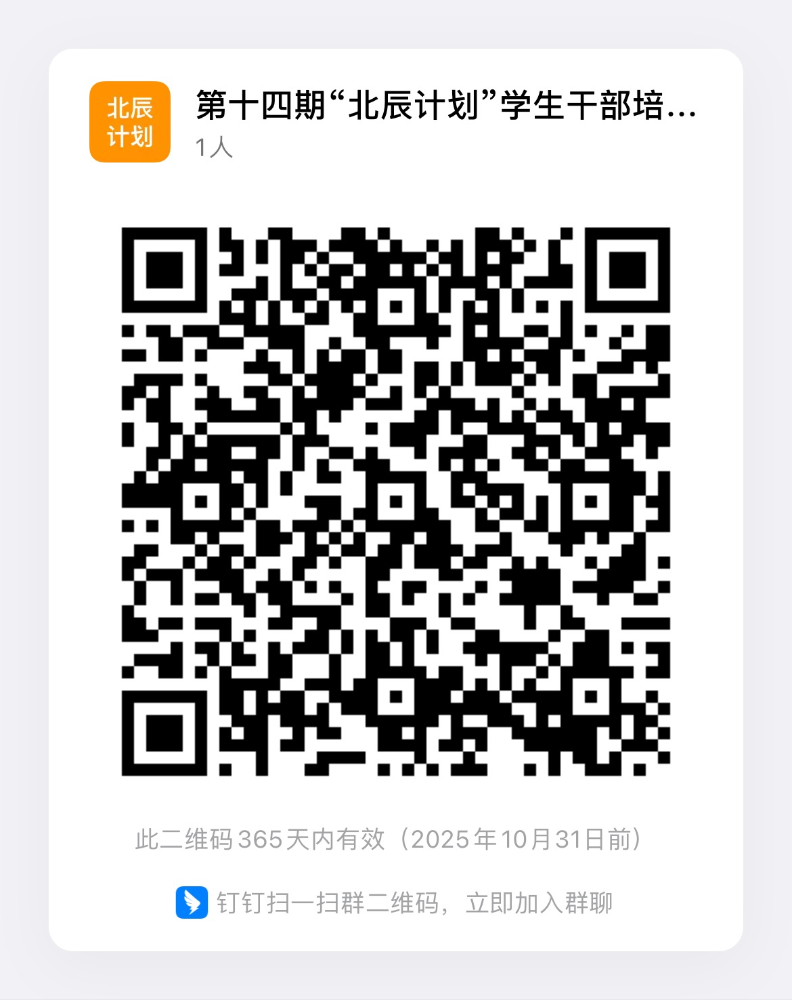 北辰
计划
第十四期“北辰计划”学生干部培...
1人
此二维码365天内有效（2025年10月31日前）
钉钉扫一扫群二维码，立即加入群聊